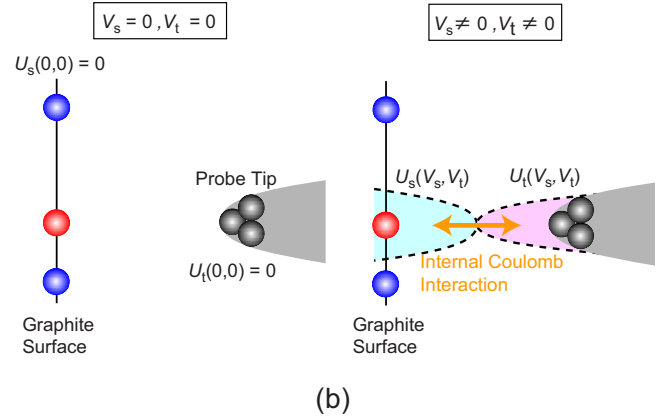 V_s = 0 , V_t = 0
V_s ≠ 0 , V_t ≠ 0
U_s(0,0) = 0
U_s(V_s, V_t)
U_t(V_s, V_t)
Probe Tip
U_t(0,0) = 0
Internal Coulomb
Interaction
Graphite
Surface
Graphite
Surface
(b)